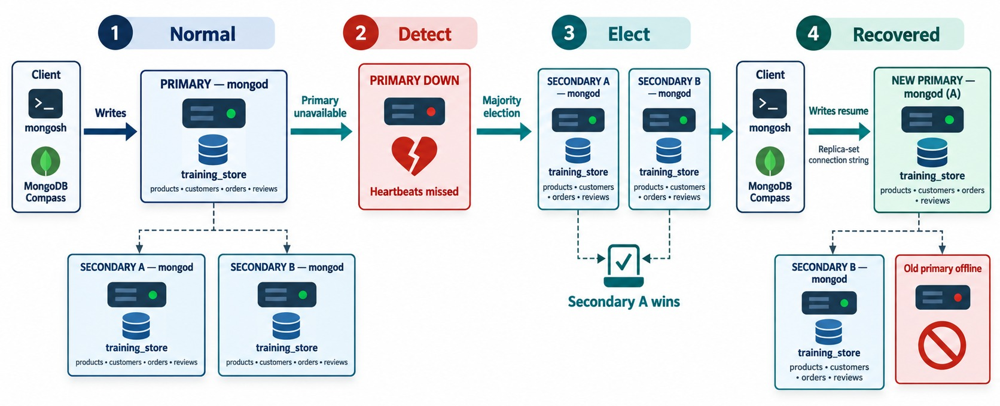 1 Normal
Client
>_
mongosh
MongoDB
Compass
Writes
PRIMARY — mongod
training_store
products • customers • orders • reviews
SECONDARY A — mongod
training_store
products • customers • orders • reviews
SECONDARY B — mongod
training_store
products • customers • orders • reviews
Primary
unavailable
2 Detect
PRIMARY DOWN
Heartbeats missed
Majority
election
3 Elect
SECONDARY A
— mongod
training_store
products • customers
• orders • reviews
SECONDARY B
— mongod
training_store
products • customers
• orders • reviews
Secondary A wins
4 Recovered
Client
>_
mongosh
MongoDB
Compass
Writes resume
Replica-set
connection string
NEW PRIMARY —
mongod (A)
training_store
products • customers • orders
• reviews
SECONDARY B —
mongod
training_store
products • customers
• orders • reviews
Old primary offline